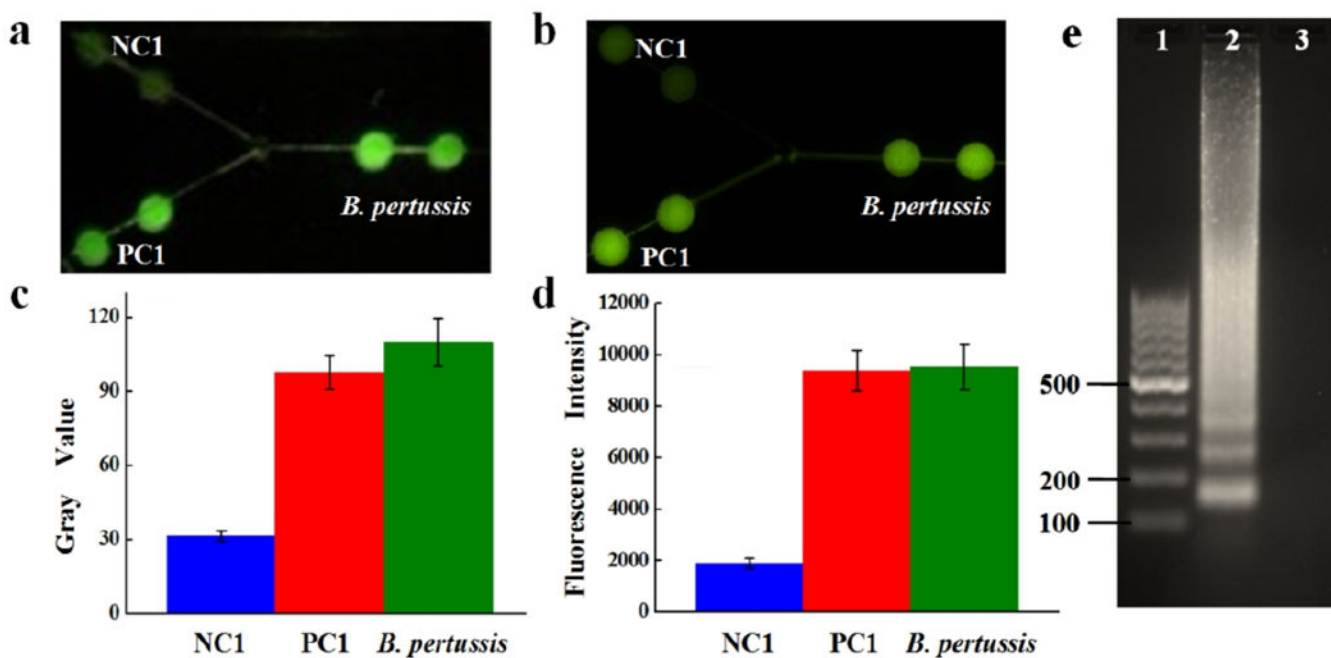 a
NC1
B. pertussis
PC1
b
NC1
B. pertussis
PC1
c
120
90
60
30
0
Gray Value
NC1 PC1 B. pertussis
d
12000
10000
8000
6000
4000
2000
0
Fluorescence Intensity
NC1 PC1 B. pertussis
e
1 2 3
500
200
100